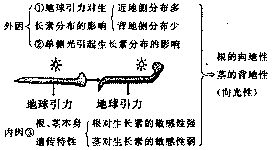 外因
①地球引力对生长素分布的影响
近地侧分布多
背地侧分布少
②单侧光引起生长素分布的影响
地球引力
地球引力
根的向地性
茎的背地性
(向光性)
内因③
根、茎本身遗传特性
根对生长素的敏感性强
茎对生长素的敏感性弱